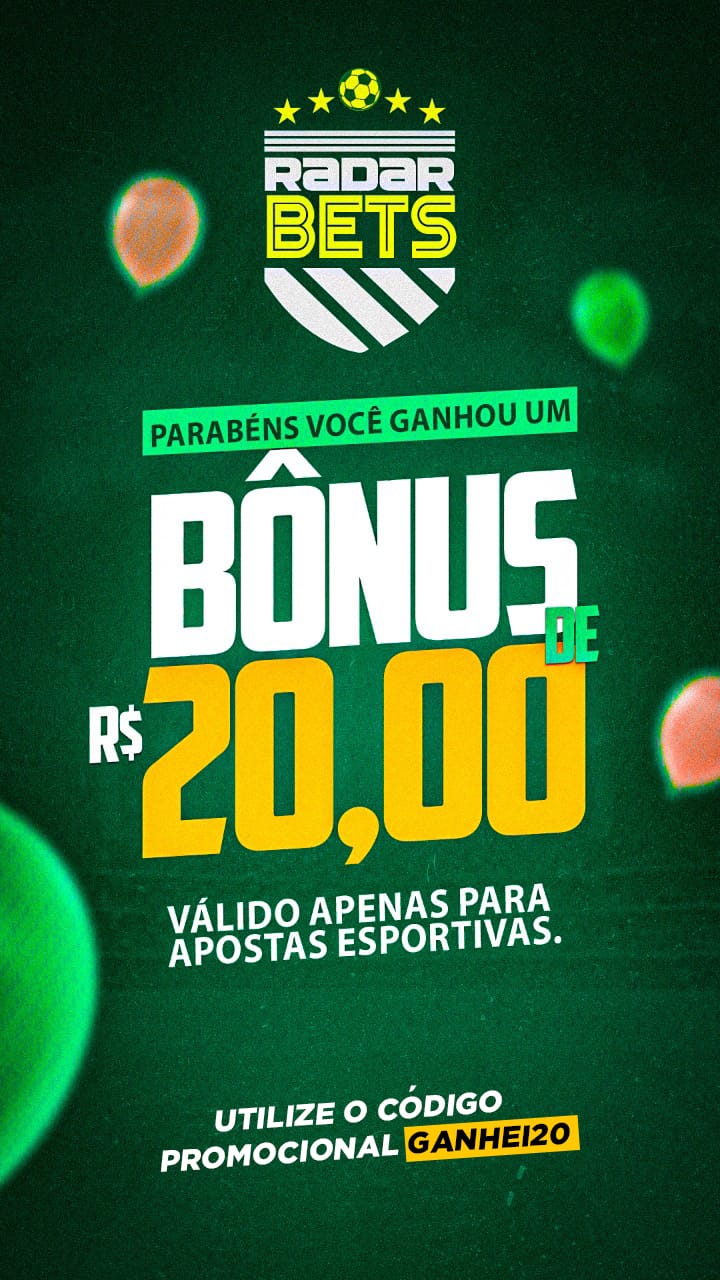 RADAR
BETS
PARABÉNS VOCÊ GANHOU UM
BÔNUS
DE
R$ 20,00
VÁLIDO APENAS PARA
APOSTAS ESPORTIVAS.
UTILIZE O CÓDIGO
PROMOCIONAL GANHEI20